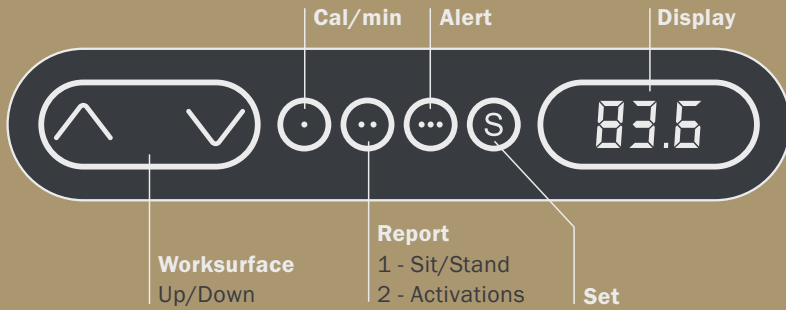 Cal/min
Alert
Display
S
83.6
Worksurface
Up/Down
Report
1 - Sit/Stand
2 - Activations
Set